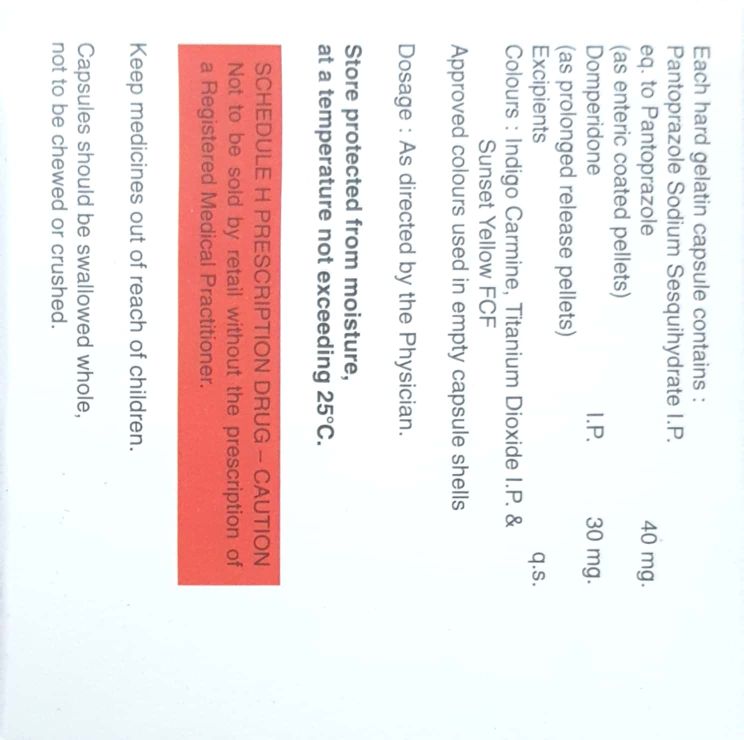 Each hard gelatin capsule contains :
Pantoprazole Sodium Sesquihydrate I.P.
eq. to Pantoprazole 40 mg.
(as enteric coated pellets)
Domperidone I.P. 30 mg.
(as prolonged release pellets)
Excipients q.s.
Colours : Indigo Carmine, Titanium Dioxide I.P. &
Sunset Yellow FCF
Approved colours used in empty capsule shells
Dosage : As directed by the Physician.
Store protected from moisture,
at a temperature not exceeding 25°C.
SCHEDULE H PRESCRIPTION DRUG – CAUTION
Not to be sold by retail without the prescription of
a Registered Medical Practitioner.
Keep medicines out of reach of children.
Capsules should be swallowed whole,
not to be chewed or crushed.